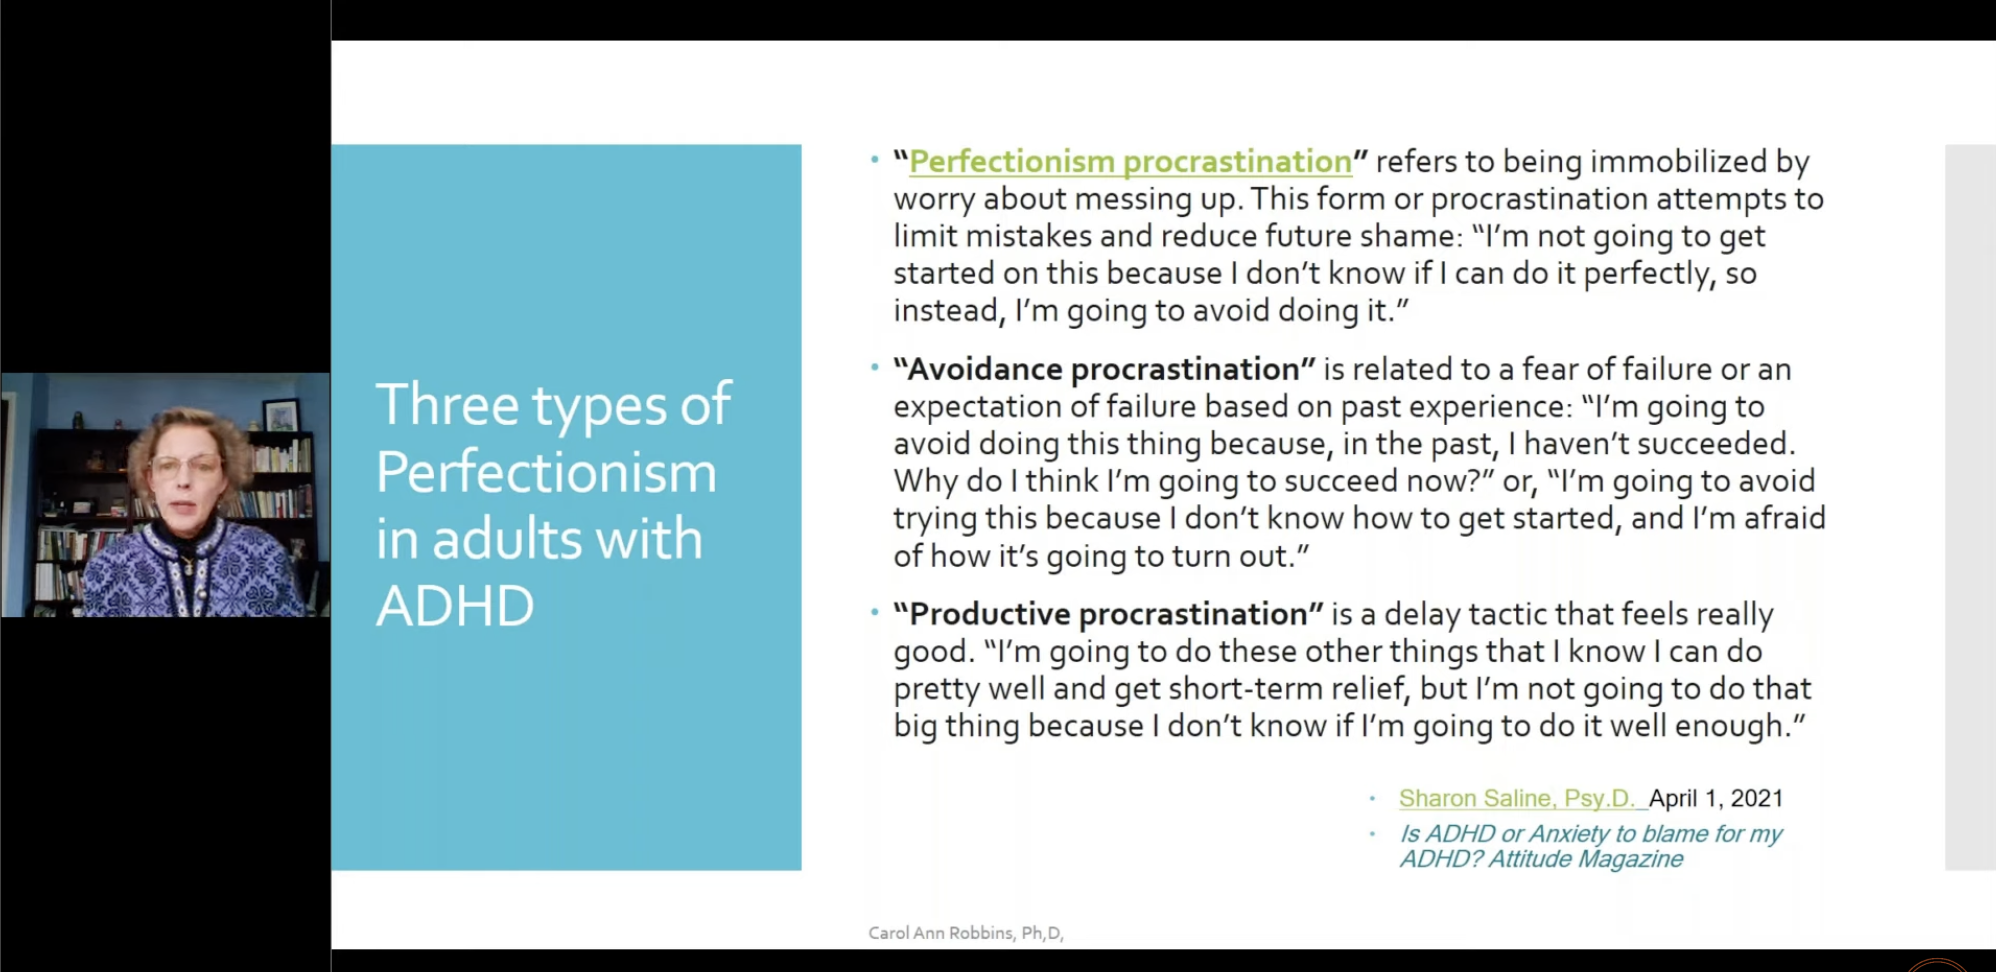 Three types of
Perfectionism
in adults with
ADHD
• “Perfectionism procrastination” refers to being immobilized by
worry about messing up. This form or procrastination attempts to
limit mistakes and reduce future shame: “I’m not going to get
started on this because I don’t know if I can do it perfectly, so
instead, I’m going to avoid doing it.”
• “Avoidance procrastination” is related to a fear of failure or an
expectation of failure based on past experience: “I’m going to
avoid doing this thing because, in the past, I haven’t succeeded.
Why do I think I’m going to succeed now?” or, “I’m going to avoid
trying this because I don’t know how to get started, and I’m afraid
of how it’s going to turn out.”
• “Productive procrastination” is a delay tactic that feels really
good. “I’m going to do these other things that I know I can do
pretty well and get short-term relief, but I’m not going to do that
big thing because I don’t know if I’m going to do it well enough.”
• Sharon Saline, Psy.D. April 1, 2021
• Is ADHD or Anxiety to blame for my
ADHD? Attitude Magazine
Carol Ann Robbins, Ph,D,